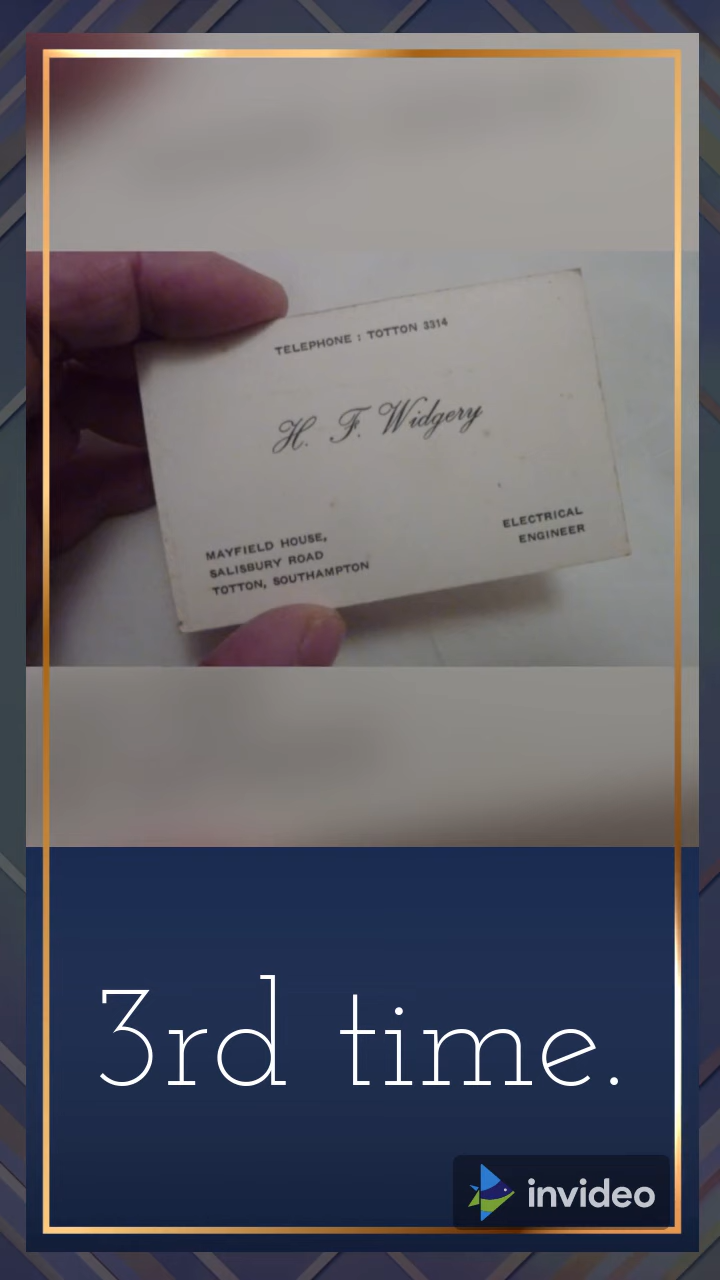 TELEPHONE : TOTTON 3314
H. F. Widgery
MAYFIELD HOUSE,
SALISBURY ROAD
TOTTON, SOUTHAMPTON
ELECTRICAL
ENGINEER
3rd time.
invideo